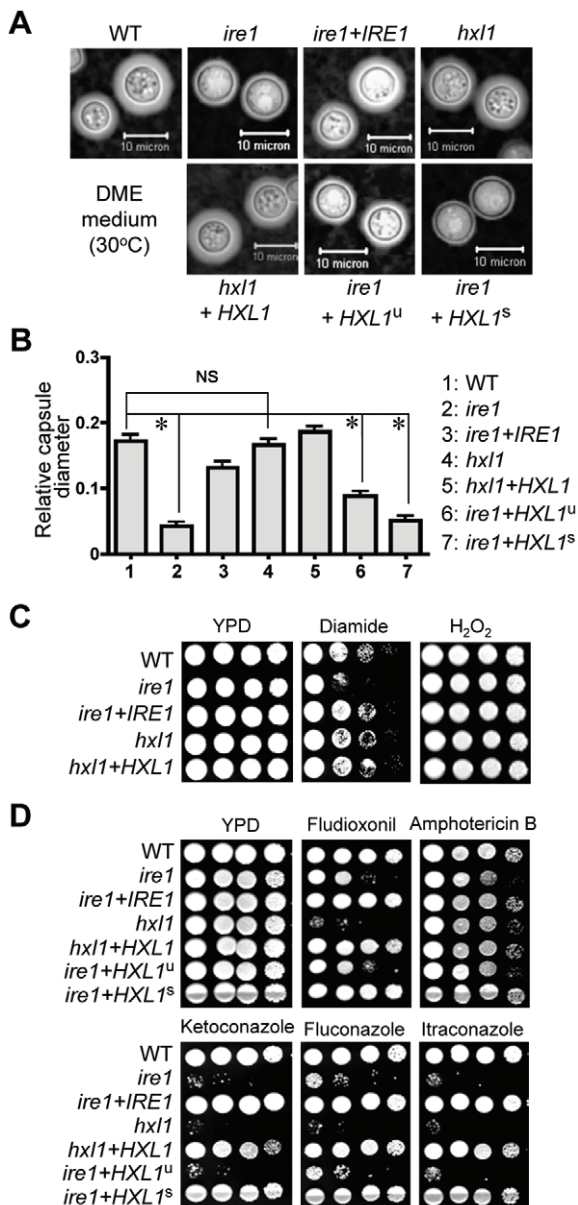 A
WT ire1 ire1+IRE1 hxl1
10 micron 10 micron 10 micron 10 micron
DME
medium
(30ºC)
10 micron 10 micron 10 micron
hxl1
+ HXL1
ire1
+ HXL1ᵘ
ire1
+ HXL1ˢ
B
Relative capsule
diameter
0.3
0.2
0.1
0
NS
* * *
1 2 3 4 5 6 7
1: WT
2: ire1
3: ire1+IRE1
4: hxl1
5: hxl1+HXL1
6: ire1+HXL1ᵘ
7: ire1+HXL1ˢ
C
YPD Diamide H₂O₂
WT
ire1
ire1+IRE1
hxl1
hxl1+HXL1
D
YPD Fludioxonil Amphotericin B
WT
ire1
ire1+IRE1
hxl1
hxl1+HXL1
ire1+HXL1ᵘ
ire1+HXL1ˢ
Ketoconazole Fluconazole Itraconazole
WT
ire1
ire1+IRE1
hxl1
hxl1+HXL1
ire1+HXL1ᵘ
ire1+HXL1ˢ